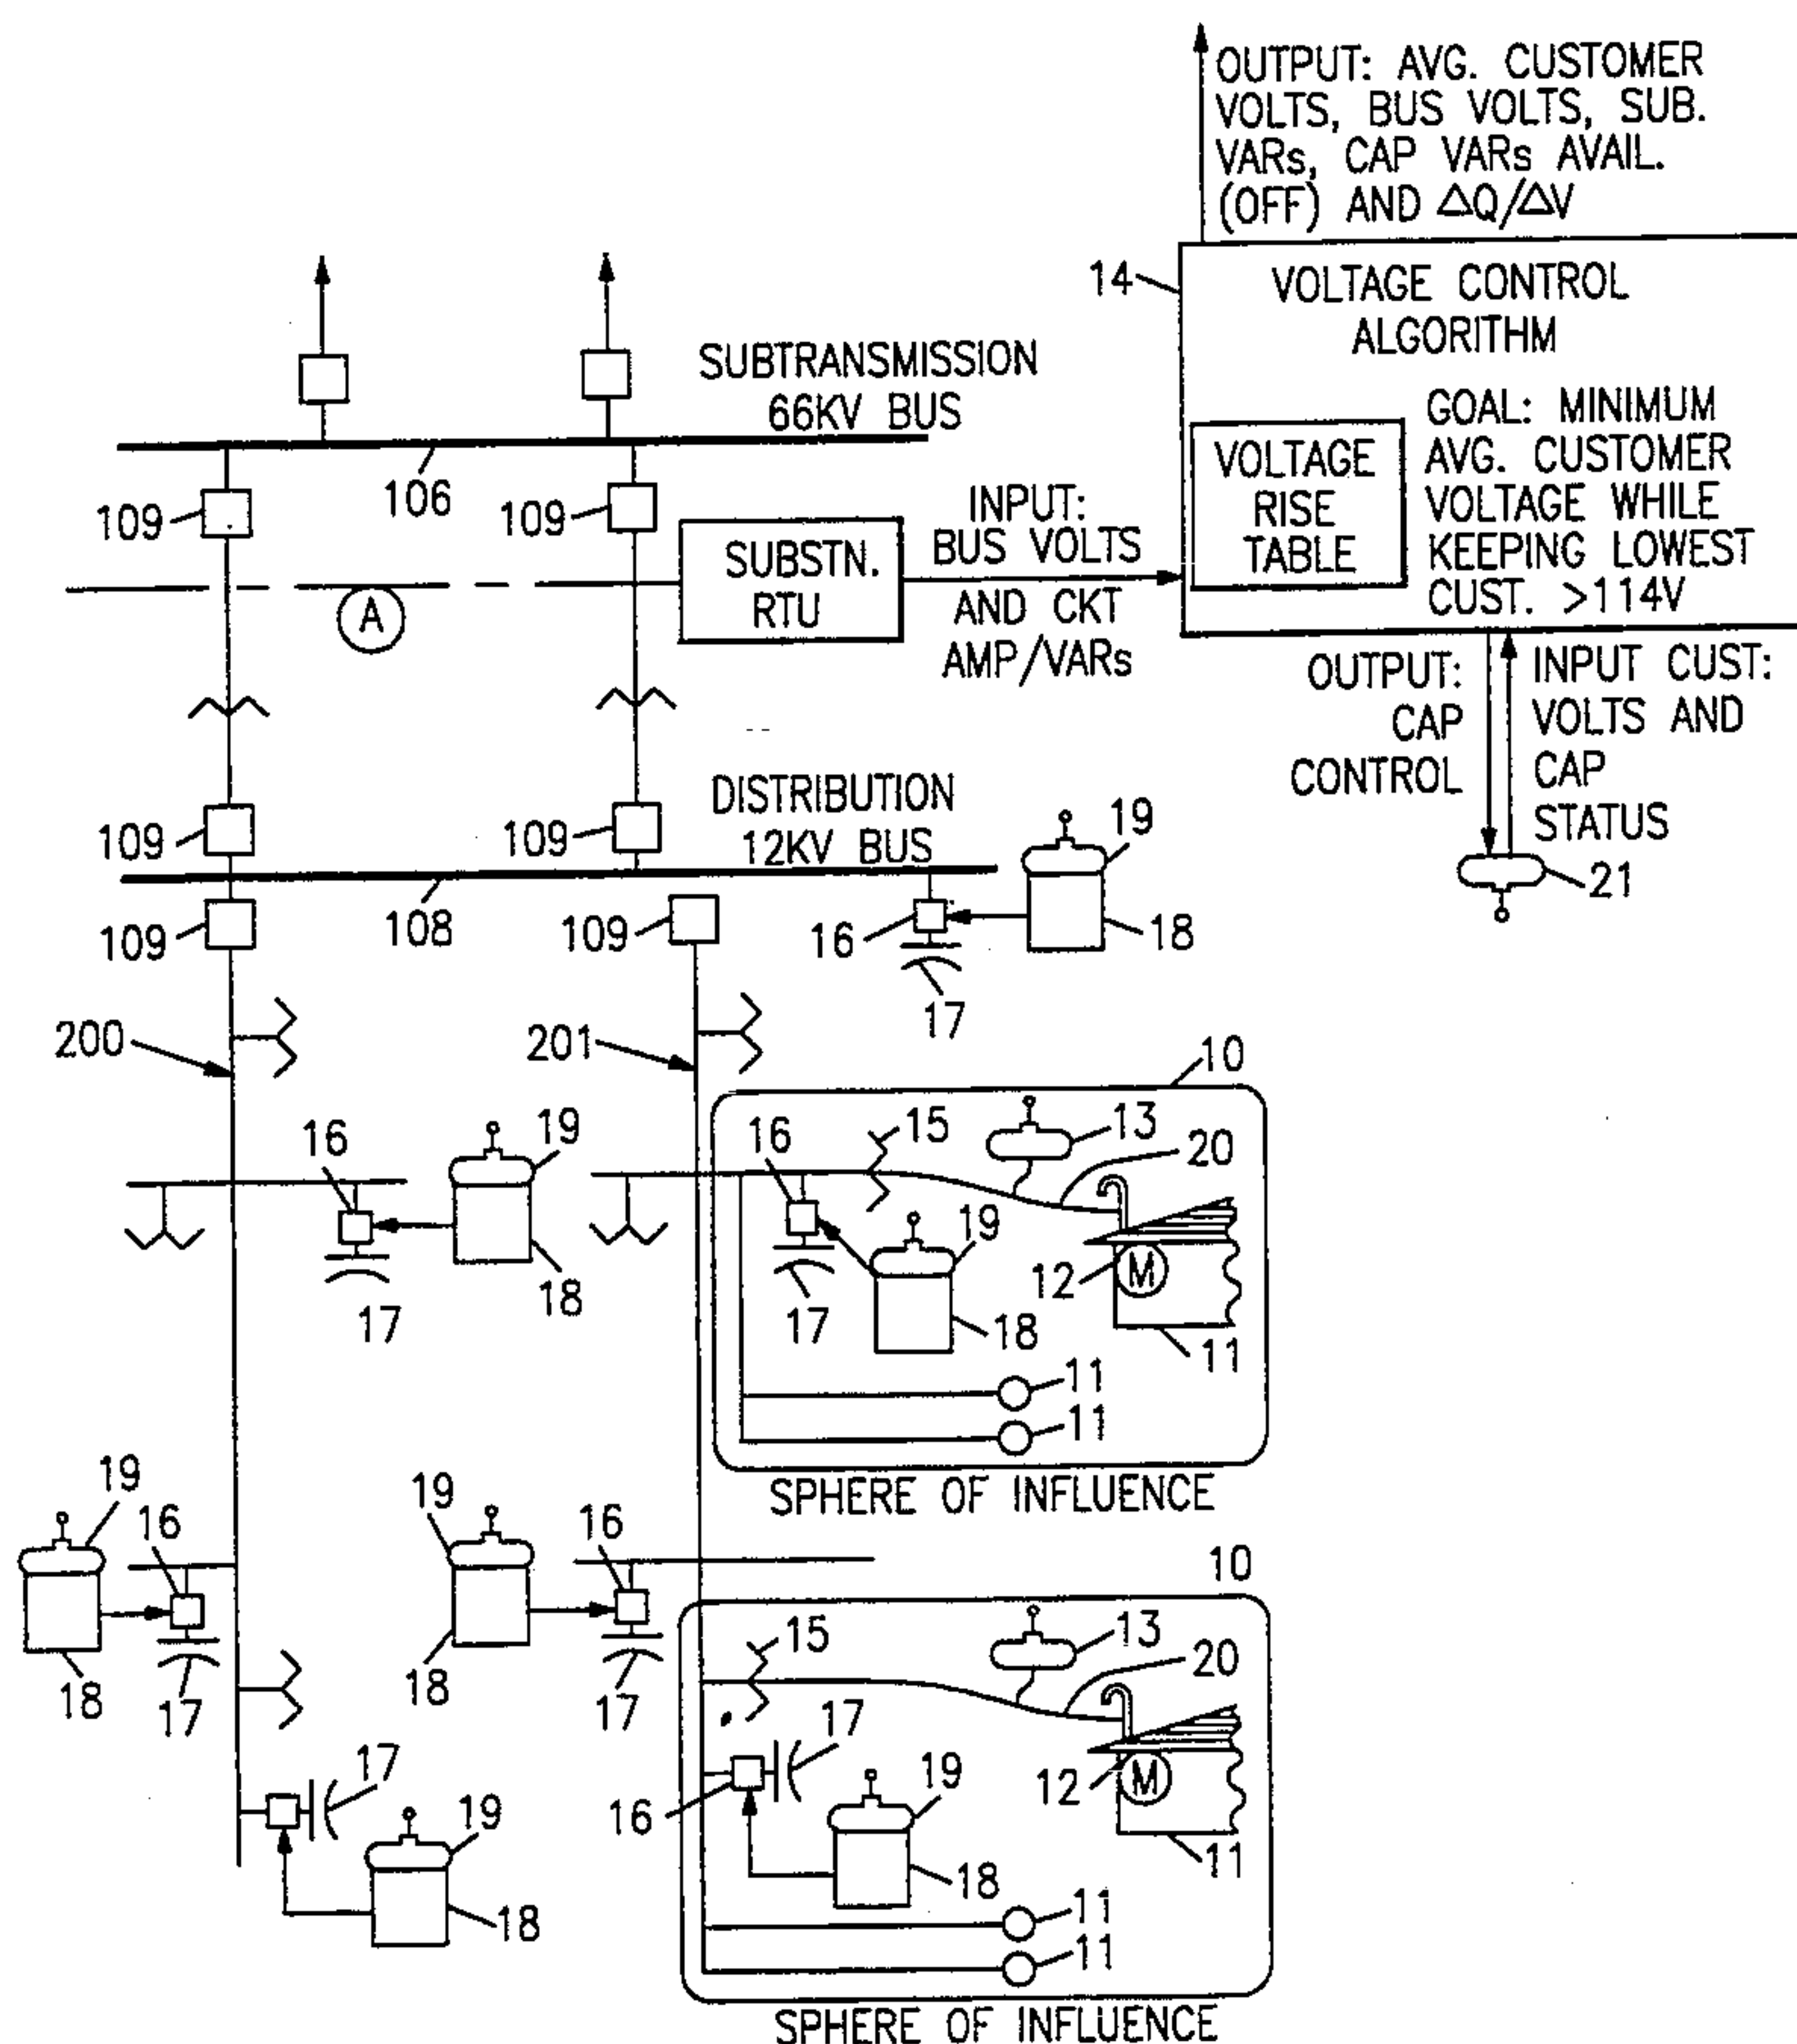 OUTPUT: AVG. CUSTOMER
VOLTS, BUS VOLTS, SUB.
VARs, CAP VARs AVAIL.
(OFF) AND △Q/△V
14
VOLTAGE CONTROL
ALGORITHM
GOAL: MINIMUM
AVG. CUSTOMER
VOLTAGE WHILE
KEEPING LOWEST
CUST. >114V
VOLTAGE
RISE
TABLE
SUBTRANSMISSION
66KV BUS
106
109
109
SUBSTN.
RTU
INPUT:
BUS VOLTS
AND CKT
AMP/VARs
A
OUTPUT:
CAP
CONTROL
INPUT CUST:
VOLTS AND
CAP
STATUS
21
DISTRIBUTION
12KV BUS
109
109
108
109
109
16
17
19
18
200
201
10
16
19
18
17
16
15
13
20
19
17
18
12
M
11
11
11
SPHERE OF INFLUENCE
19
16
18
17
19
16
18
17
10
15
13
20
17
16
19
18
12
M
11
11
11
SPHERE OF INFLUENCE
17
19
18